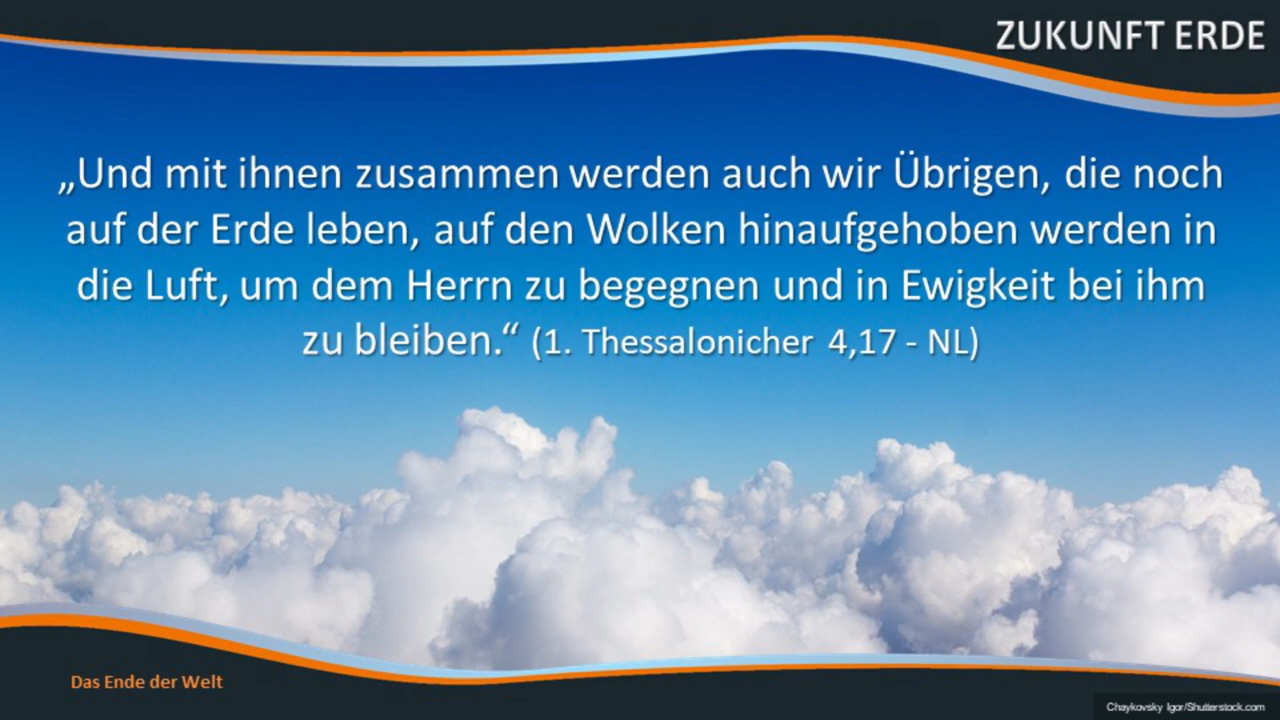 ZUKUNFT ERDE
„Und mit ihnen zusammen werden auch wir Übrigen, die noch
auf der Erde leben, auf den Wolken hinaufgehoben werden in
die Luft, um dem Herrn zu begegnen und in Ewigkeit bei ihm
zu bleiben.“ (1. Thessalonicher 4,17 - NL)
Das Ende der Welt
Chaykovsky Igor/Shutterstock.com